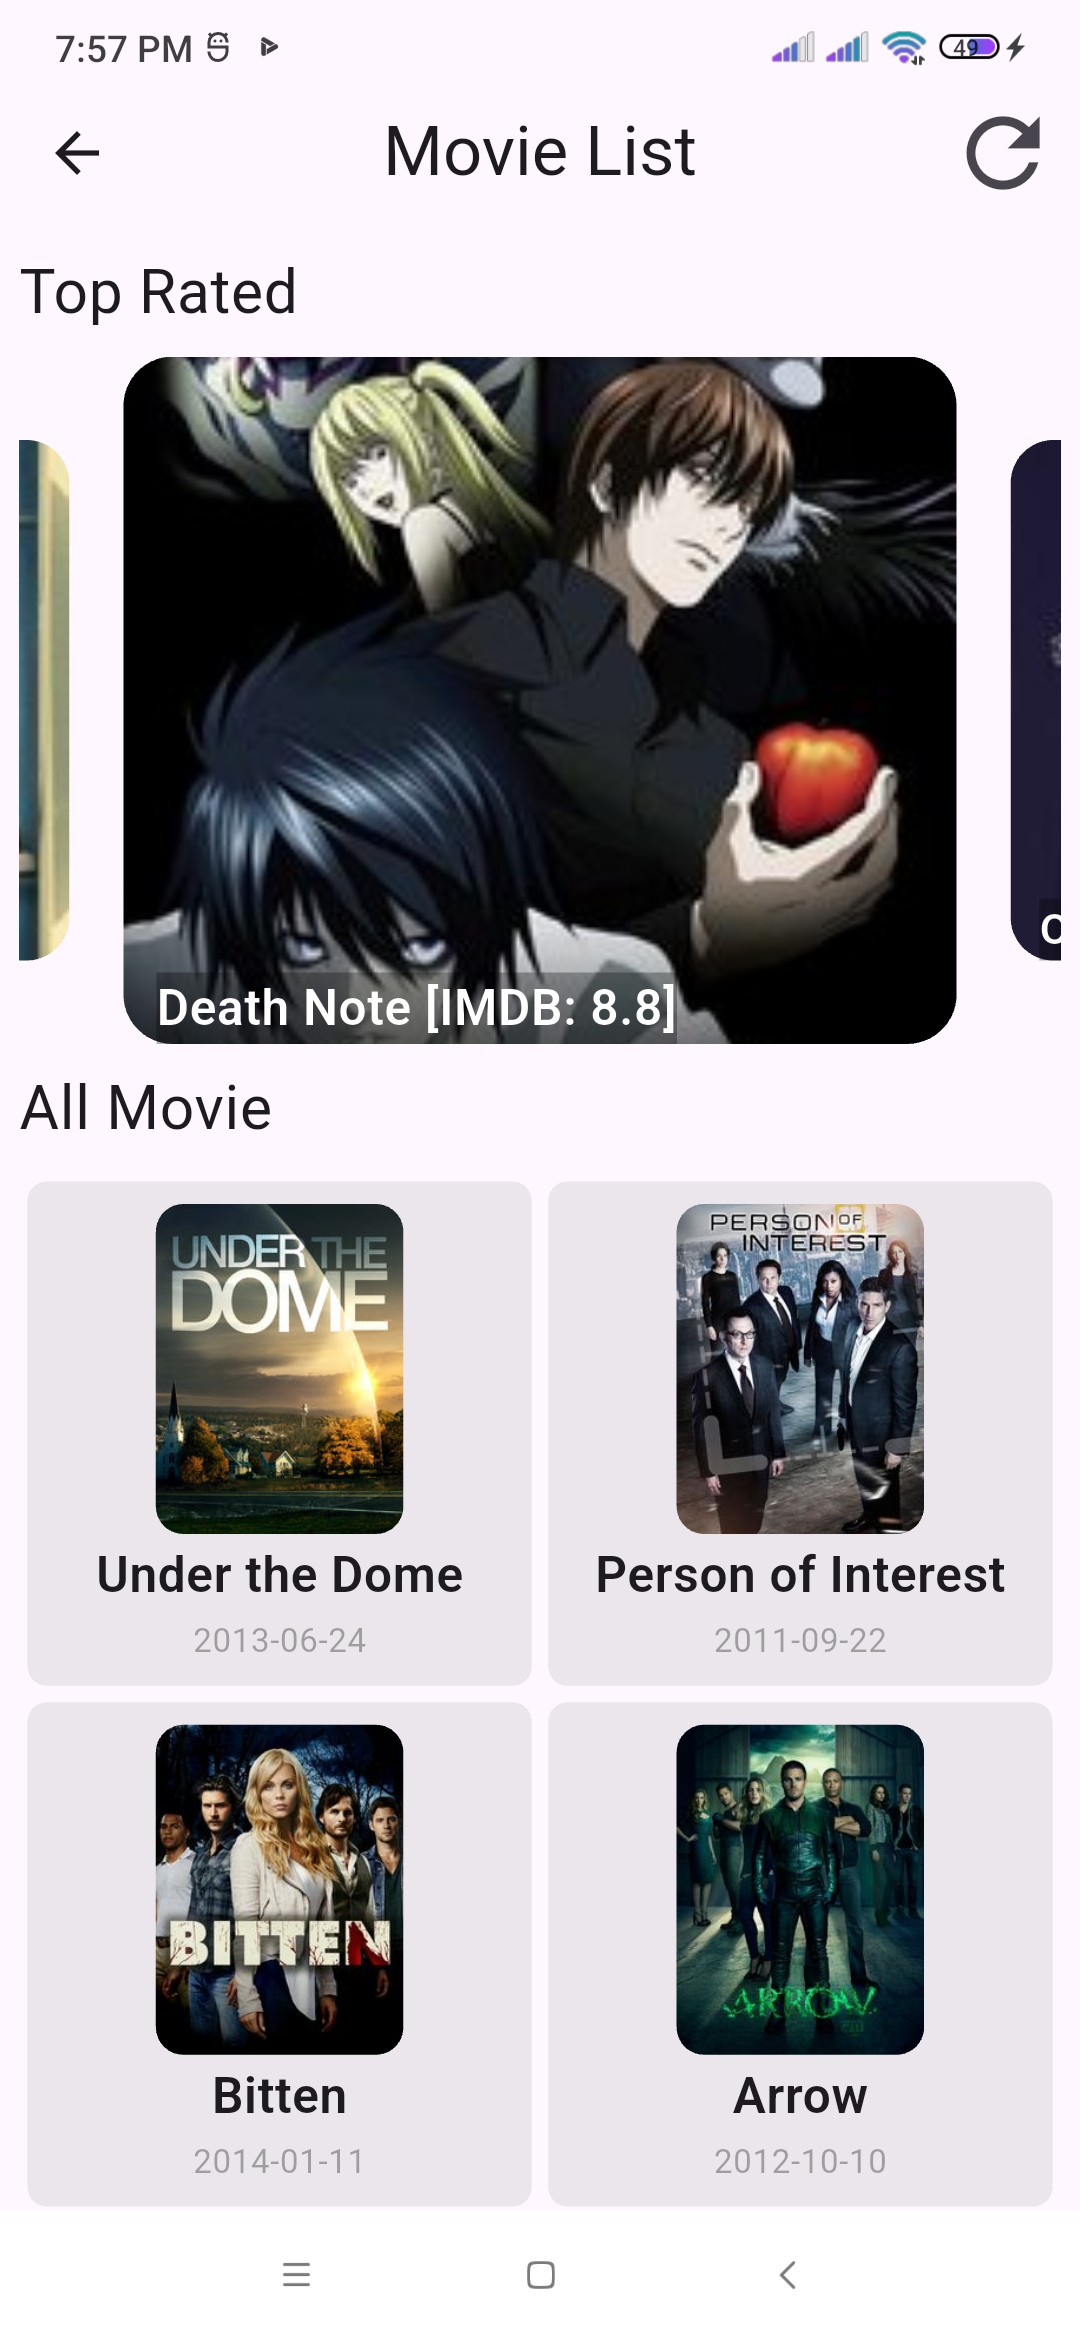 7:57 PM
49
Movie List
Top Rated
Death Note [IMDB: 8.8]
All Movie
UNDER THE
DOME
Under the Dome
2013-06-24
PERSON OF
INTEREST
Person of Interest
2011-09-22
BITTEN
Bitten
2014-01-11
ARROW
Arrow
2012-10-10